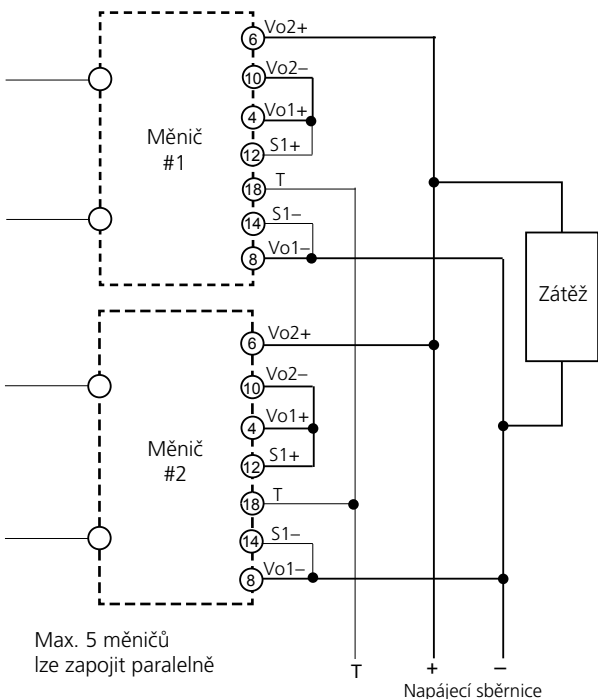 6 Vo2+
10 Vo2−
4 Vo1+
12 S1+
18 T
14 S1−
8 Vo1−
Měnič
#1
Zátěž
6 Vo2+
10 Vo2−
4 Vo1+
12 S1+
18 T
14 S1−
8 Vo1−
Měnič
#2
Max. 5 měničů
lze zapojit paralelně
T + −
Napájecí sběrnice